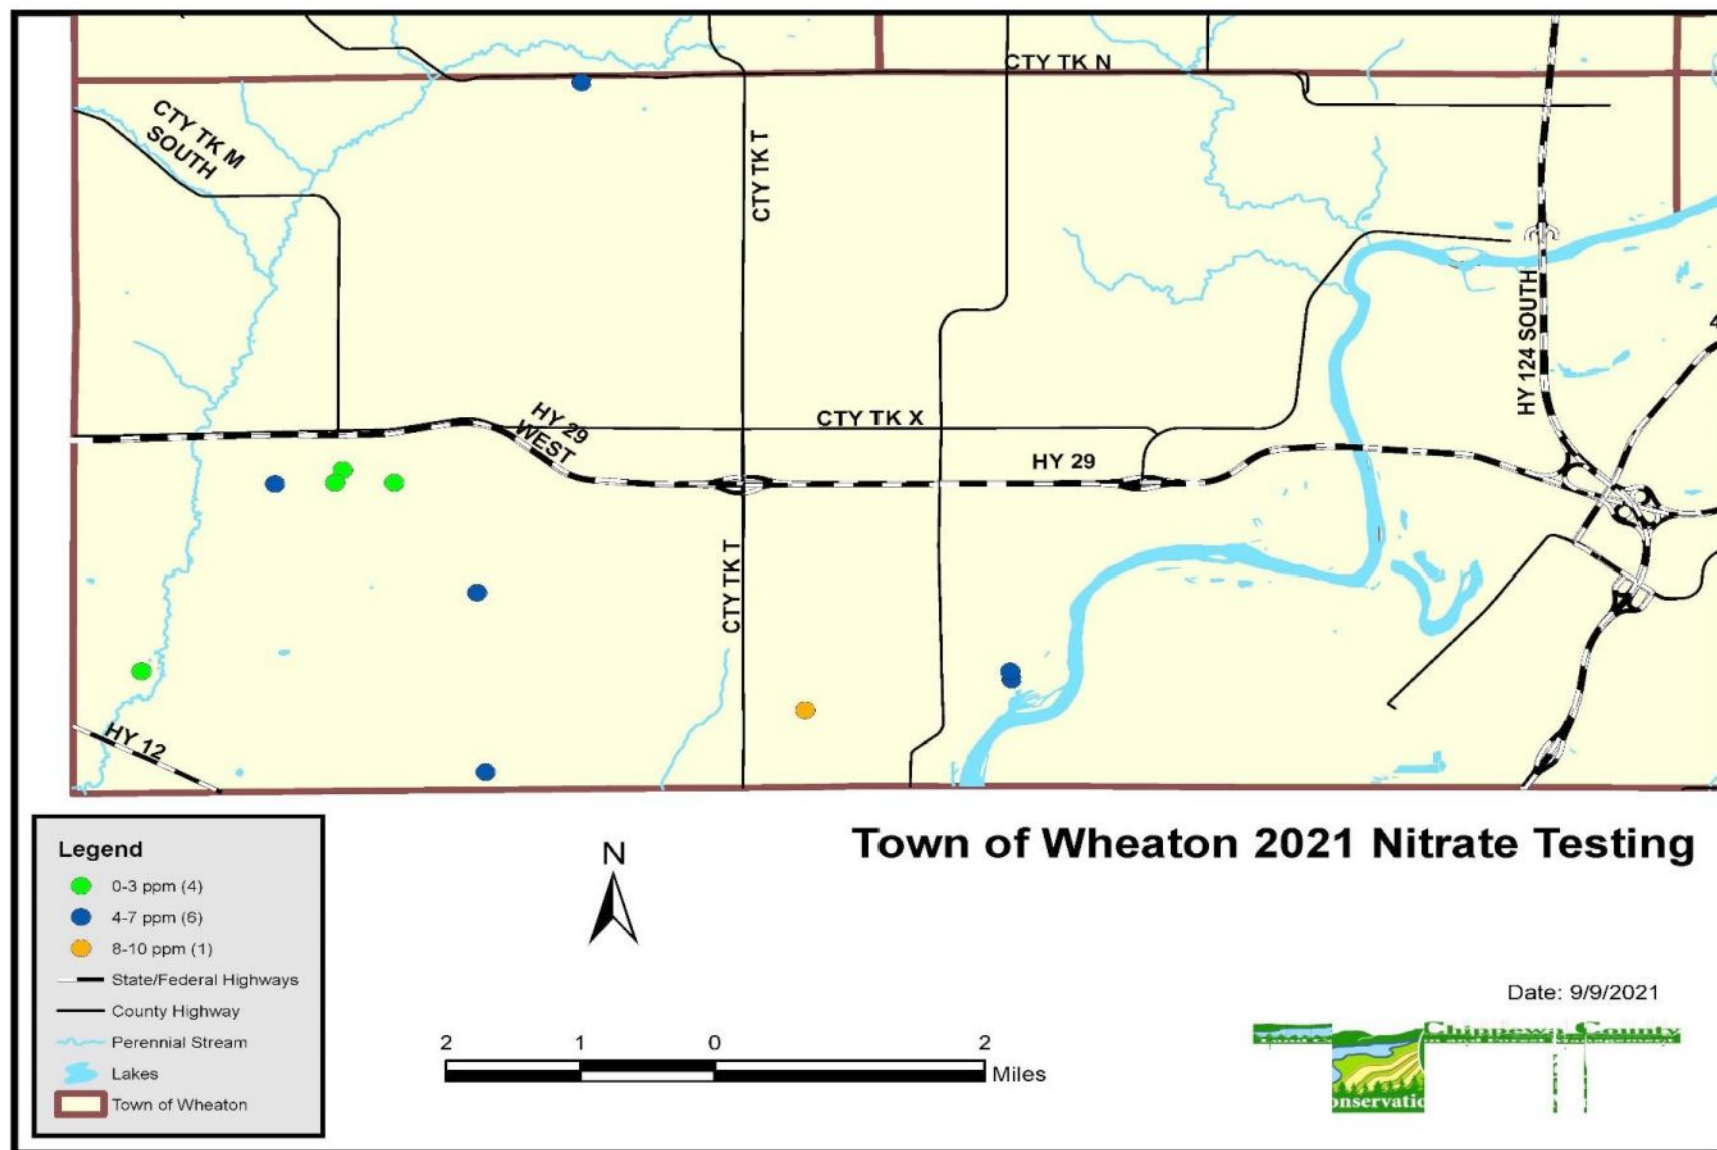 CTY TK N
CTY TK M
SOUTH
CTY TK T
HY 124 SOUTH
4
HY 29
WEST
CTY TK X
HY 29
CTY TK T
HY 12
Town of Wheaton 2021 Nitrate Testing
Legend
0-3 ppm (4)
4-7 ppm (6)
8-10 ppm (1)
State/Federal Highways
County Highway
Perennial Stream
Lakes
Town of Wheaton
N
2 1 0 2
Miles
Date: 9/9/2021
Chippewa County